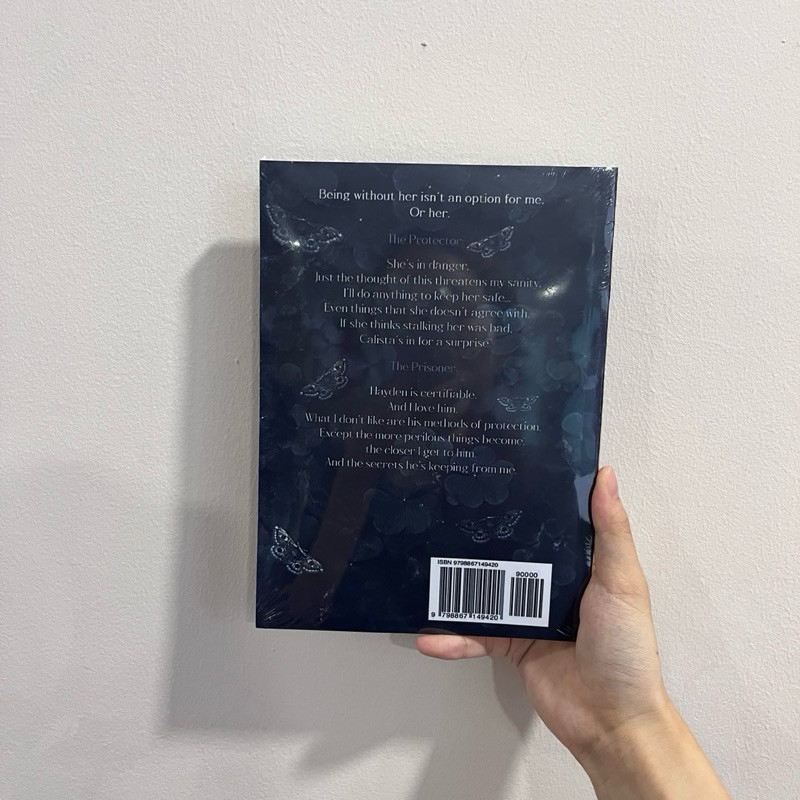 Being without her isn't an option for me.
Or her.
The Protector
She's in danger.
Just the thought of this threatens my sanity.
I'll do anything to keep her safe...
Even things that she doesn't agree with.
If she thinks stalking her was bad,
Calista's in for a surprise
The Prisoner
Hayden is certifiable.
And I love him.
What I don't like are his methods of protection.
Except the more perilous things become,
the closer I get to him.
And the secrets he's keeping from me
ISBN 9798867149420
90000
9 798867 149420